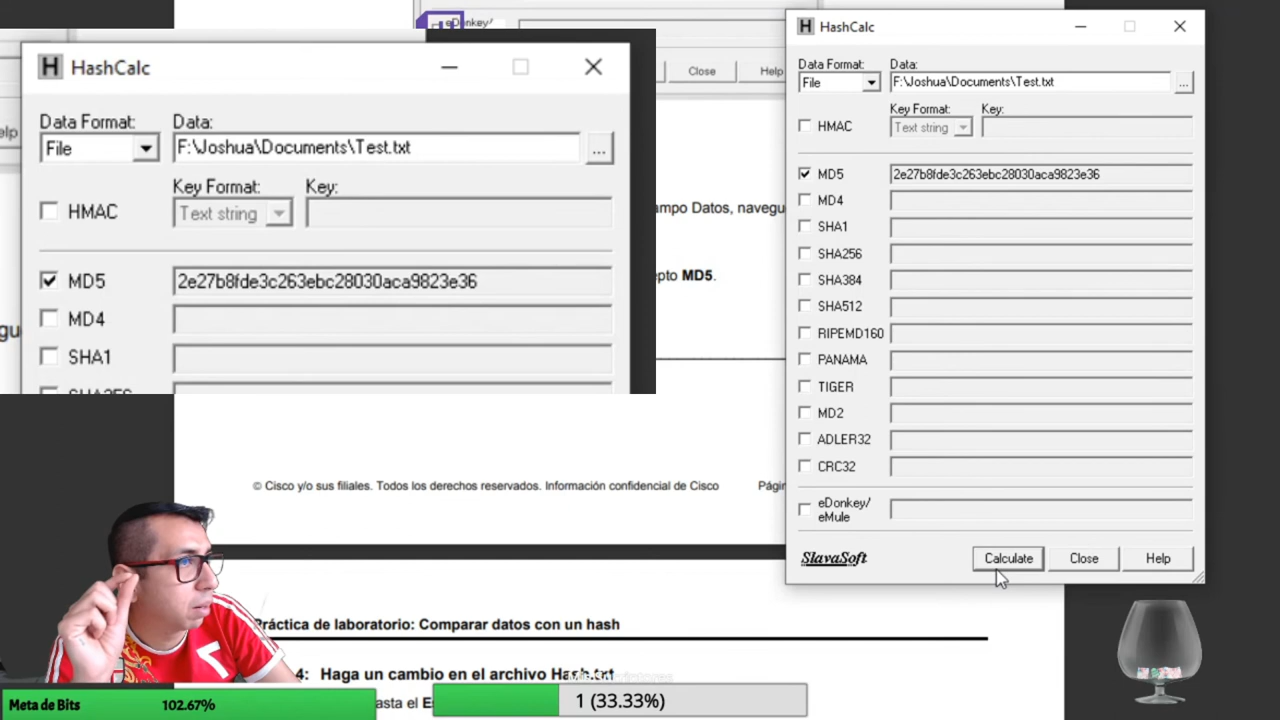 eDonkey/
Close
Help
HashCalc
Data Format:
Data:
File
F:\Joshua\Documents\Test.txt
...
HMAC
Key Format:
Key:
Text string
MD5
2e27b8fde3c263ebc28030aca9823e36
MD4
SHA1
HashCalc
Data Format:
Data:
File
F:\Joshua\Documents\Test.txt
...
HMAC
Key Format:
Key:
Text string
MD5
2e27b8fde3c263ebc28030aca9823e36
MD4
SHA1
SHA256
SHA384
SHA512
RIPEMD160
PANAMA
TIGER
MD2
ADLER32
CRC32
eDonkey/
eMule
SlavaSoft
Calculate
Close
Help
ampo Datos, navegue
epto MD5.
© Cisco y/o sus filiales. Todos los derechos reservados. Información confidencial de Cisco
Págin
Práctica de laboratorio: Comparar datos con un hash
4: Haga un cambio en el archivo Hash.txt
asta el E
Meta de Bits 102.67%
1 (33.33%)